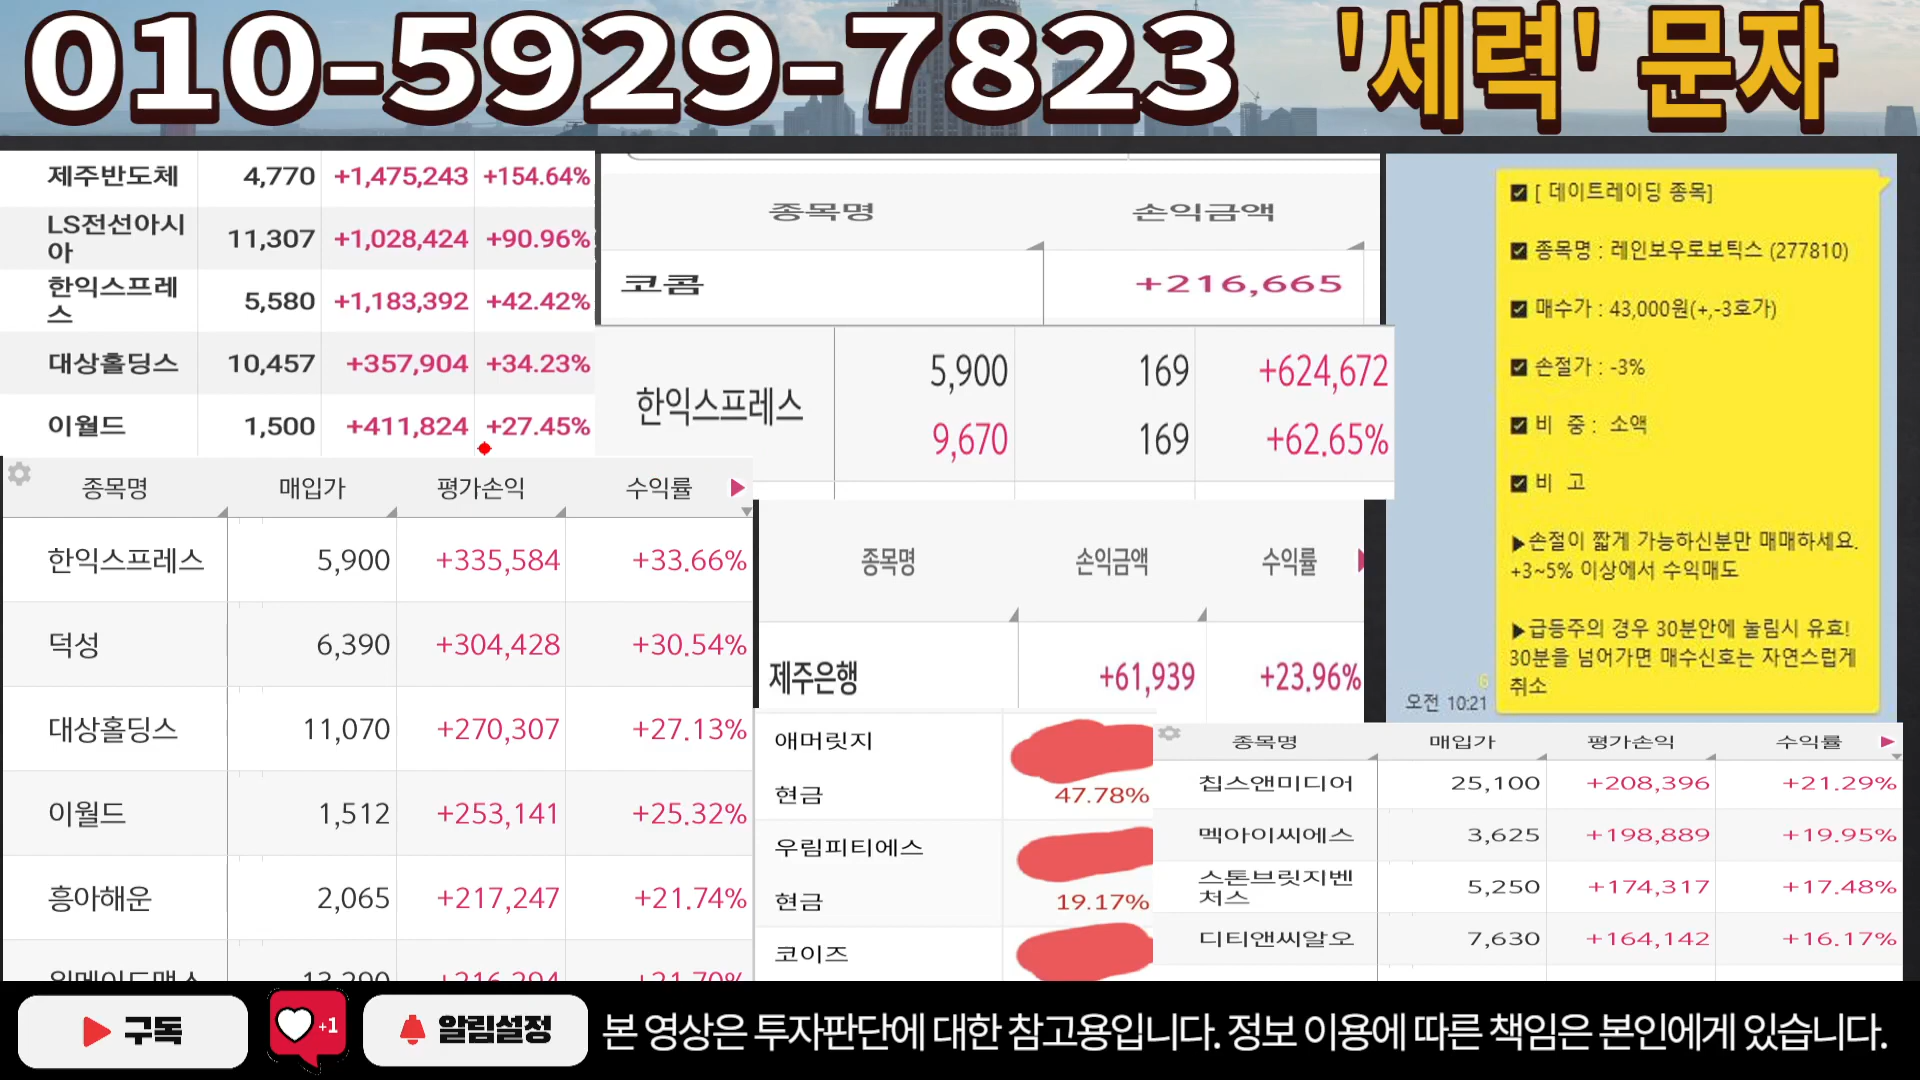 010-5929-7823 '세력' 문자
제주반도체 4,770 +1,475,243 +154.64%
LS전선아시아 11,307 +1,028,424 +90.96%
한익스프레스 5,580 +1,183,392 +42.42%
대상홀딩스 10,457 +357,904 +34.23%
이월드 1,500 +411,824 +27.45%
종목명 손익금액
코콤 +216,665
한익스프레스 5,900 169 +624,672
9,670 169 +62.65%
종목명 매입가 평가손익 수익률
한익스프레스 5,900 +335,584 +33.66%
덕성 6,390 +304,428 +30.54%
대상홀딩스 11,070 +270,307 +27.13%
이월드 1,512 +253,141 +25.32%
흥아해운 2,065 +217,247 +21.74%
종목명 손익금액 수익률
제주은행 +61,939 +23.96%
애머릿지
현금 47.78%
우림피티에스
현금 19.17%
코이즈
☑ [ 데이트레이딩 종목]
☑ 종목명 : 레인보우로보틱스 (277810)
☑ 매수가 : 43,000원(+,-3호가)
☑ 손절가 : -3%
☑ 비 중 : 소액
☑ 비 고
▶손절이 짧게 가능하신분만 매매하세요.
+3~5% 이상에서 수익매도
▶급등주의 경우 30분안에 눌림시 유효!
30분을 넘어가면 매수신호는 자연스럽게
취소
6
오전 10:21
종목명 매입가 평가손익 수익률
칩스앤미디어 25,100 +208,396 +21.29%
멕아이씨에스 3,625 +198,889 +19.95%
스톤브릿지벤처스 5,250 +174,317 +17.48%
디티앤씨알오 7,630 +164,142 +16.17%
구독 +1 알림설정 본 영상은 투자판단에 대한 참고용입니다. 정보 이용에 따른 책임은 본인에게 있습니다.